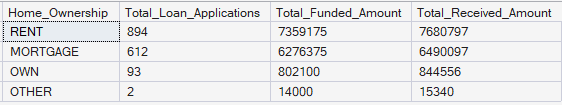 Home_Ownership Total_Loan_Applications Total_Funded_Amount Total_Received_Amount
RENT 894 7359175 7680797
MORTGAGE 612 6276375 6490097
OWN 93 802100 844556
OTHER 2 14000 15340